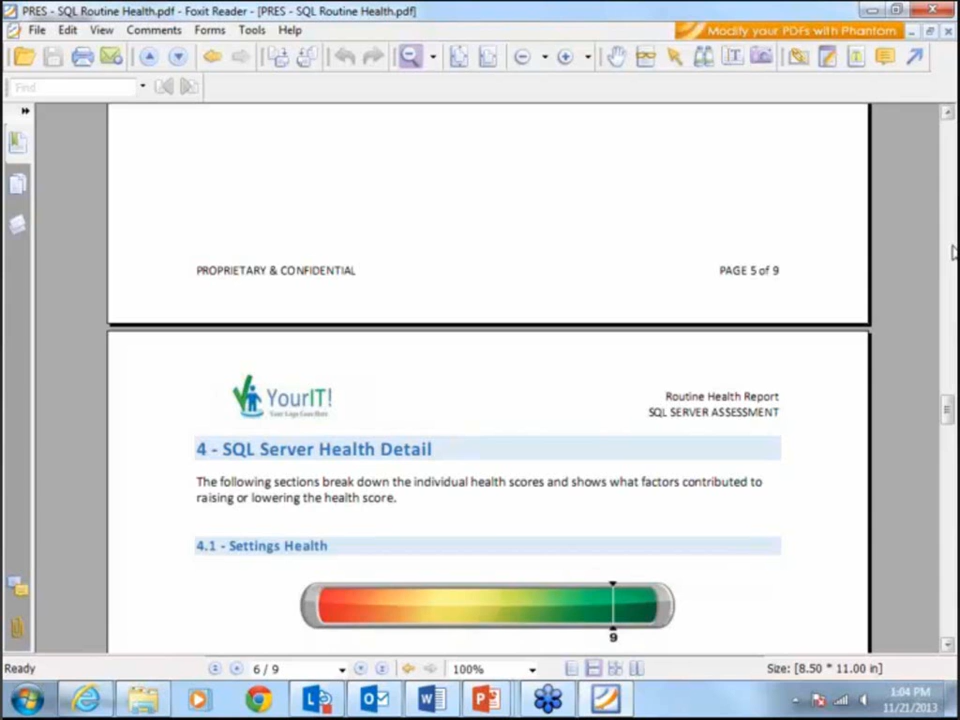 PRES - SQL Routine Health.pdf - Foxit Reader - [PRES - SQL Routine Health.pdf]
File Edit View Comments Forms Tools Help
Modify your PDFs with Phantom
Find
PROPRIETARY & CONFIDENTIAL PAGE 5 of 9
YourIT!
Your Logo Goes Here
Routine Health Report
SQL SERVER ASSESSMENT
4 - SQL Server Health Detail
The following sections break down the individual health scores and shows what factors contributed to
raising or lowering the health score.
4.1 - Settings Health
9
Ready 6 / 9 100% Size: [8.50 * 11.00 in]
1:04 PM
11/21/2013